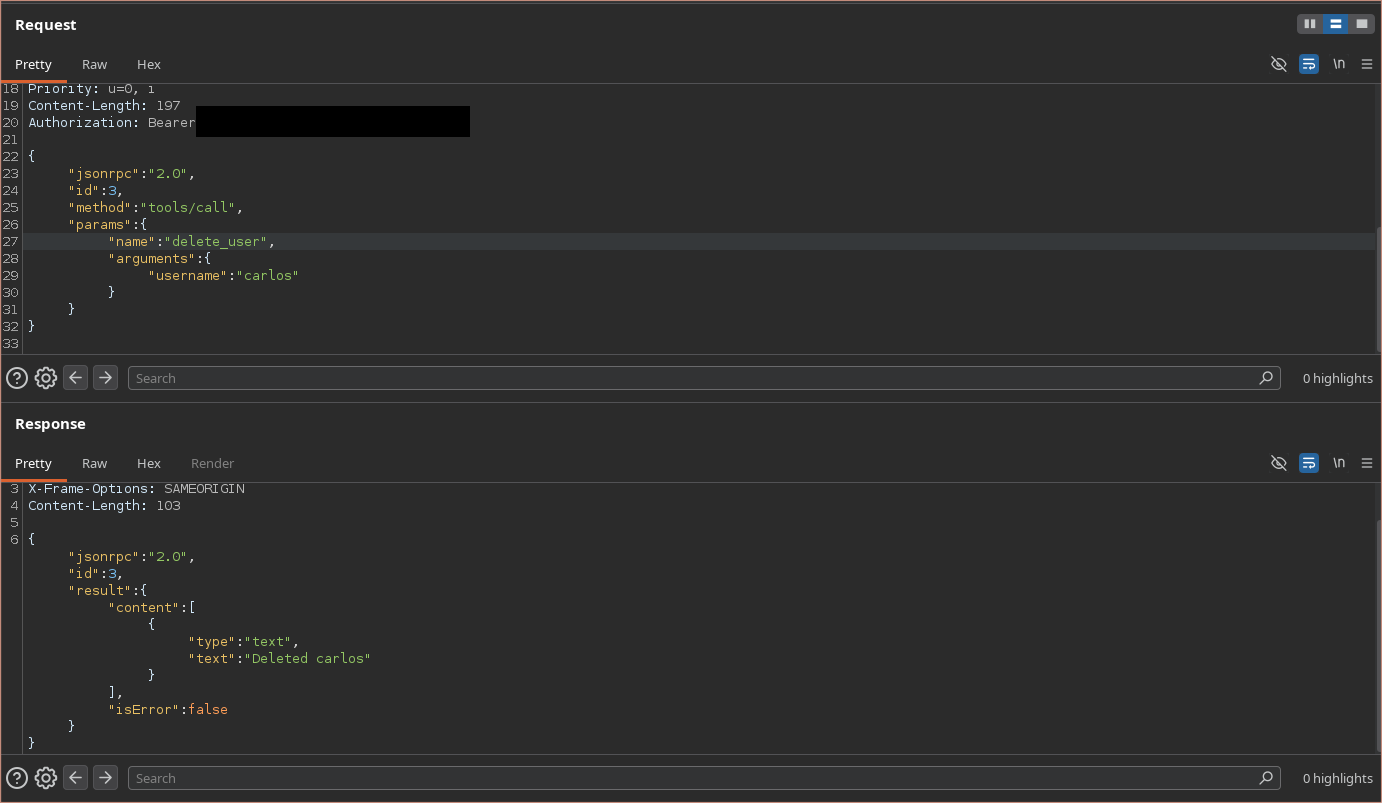 Request
Pretty Raw Hex \n
18 Priority: u=0, i
19 Content-Length: 197
20 Authorization: Bearer
21
22 {
23 "jsonrpc":"2.0",
24 "id":3,
25 "method":"tools/call",
26 "params":{
27 "name":"delete_user",
28 "arguments":{
29 "username":"carlos"
30 }
31 }
32 }
33
Search 0 highlights
Response
Pretty Raw Hex Render \n
3 X-Frame-Options: SAMEORIGIN
4 Content-Length: 103
5
6 {
"jsonrpc":"2.0",
"id":3,
"result":{
"content":[
{
"type":"text",
"text":"Deleted carlos"
}
],
"isError":false
}
}
Search 0 highlights